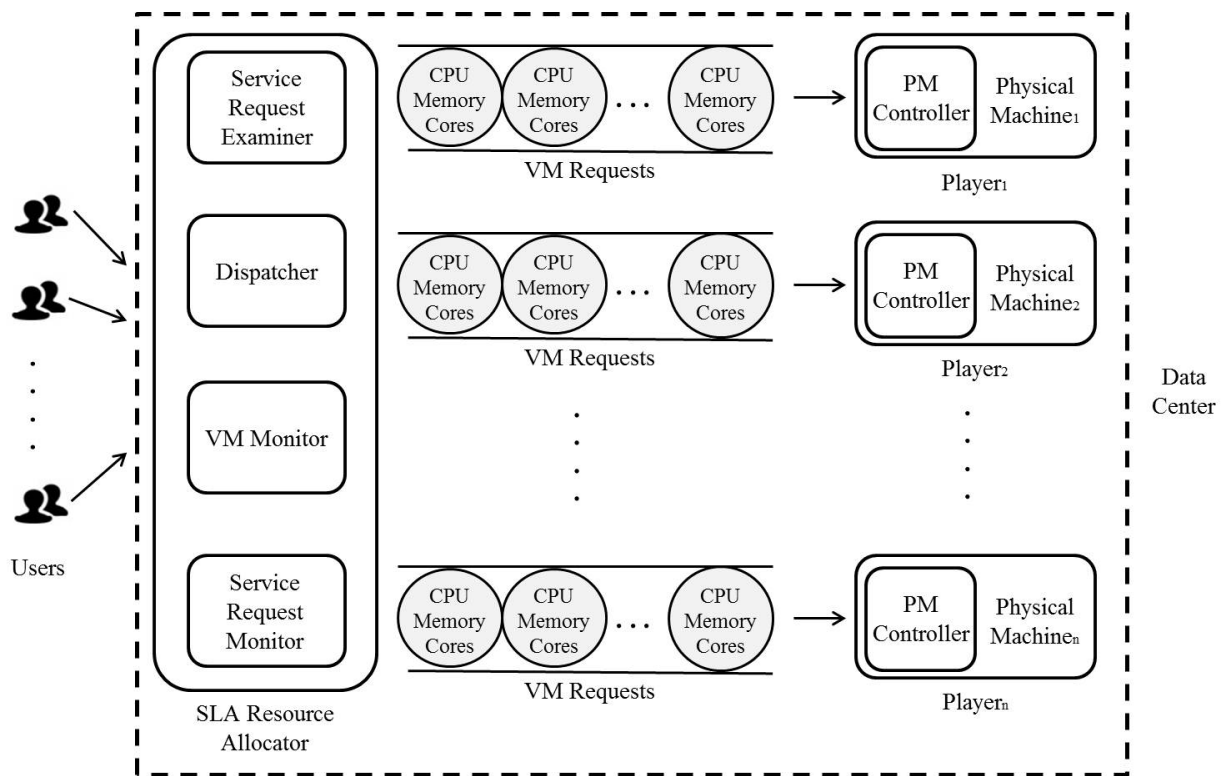 Service
Request
Examiner
Dispatcher
VM Monitor
Service
Request
Monitor
SLA Resource
Allocator
Users
CPU
Memory
Cores
CPU
Memory
Cores
...
CPU
Memory
Cores
VM Requests
PM
Controller
Physical
Machine₁
Player₁
CPU
Memory
Cores
CPU
Memory
Cores
...
CPU
Memory
Cores
VM Requests
PM
Controller
Physical
Machine₂
Player₂
CPU
Memory
Cores
CPU
Memory
Cores
...
CPU
Memory
Cores
VM Requests
PM
Controller
Physical
Machineₙ
Playerₙ
Data
Center